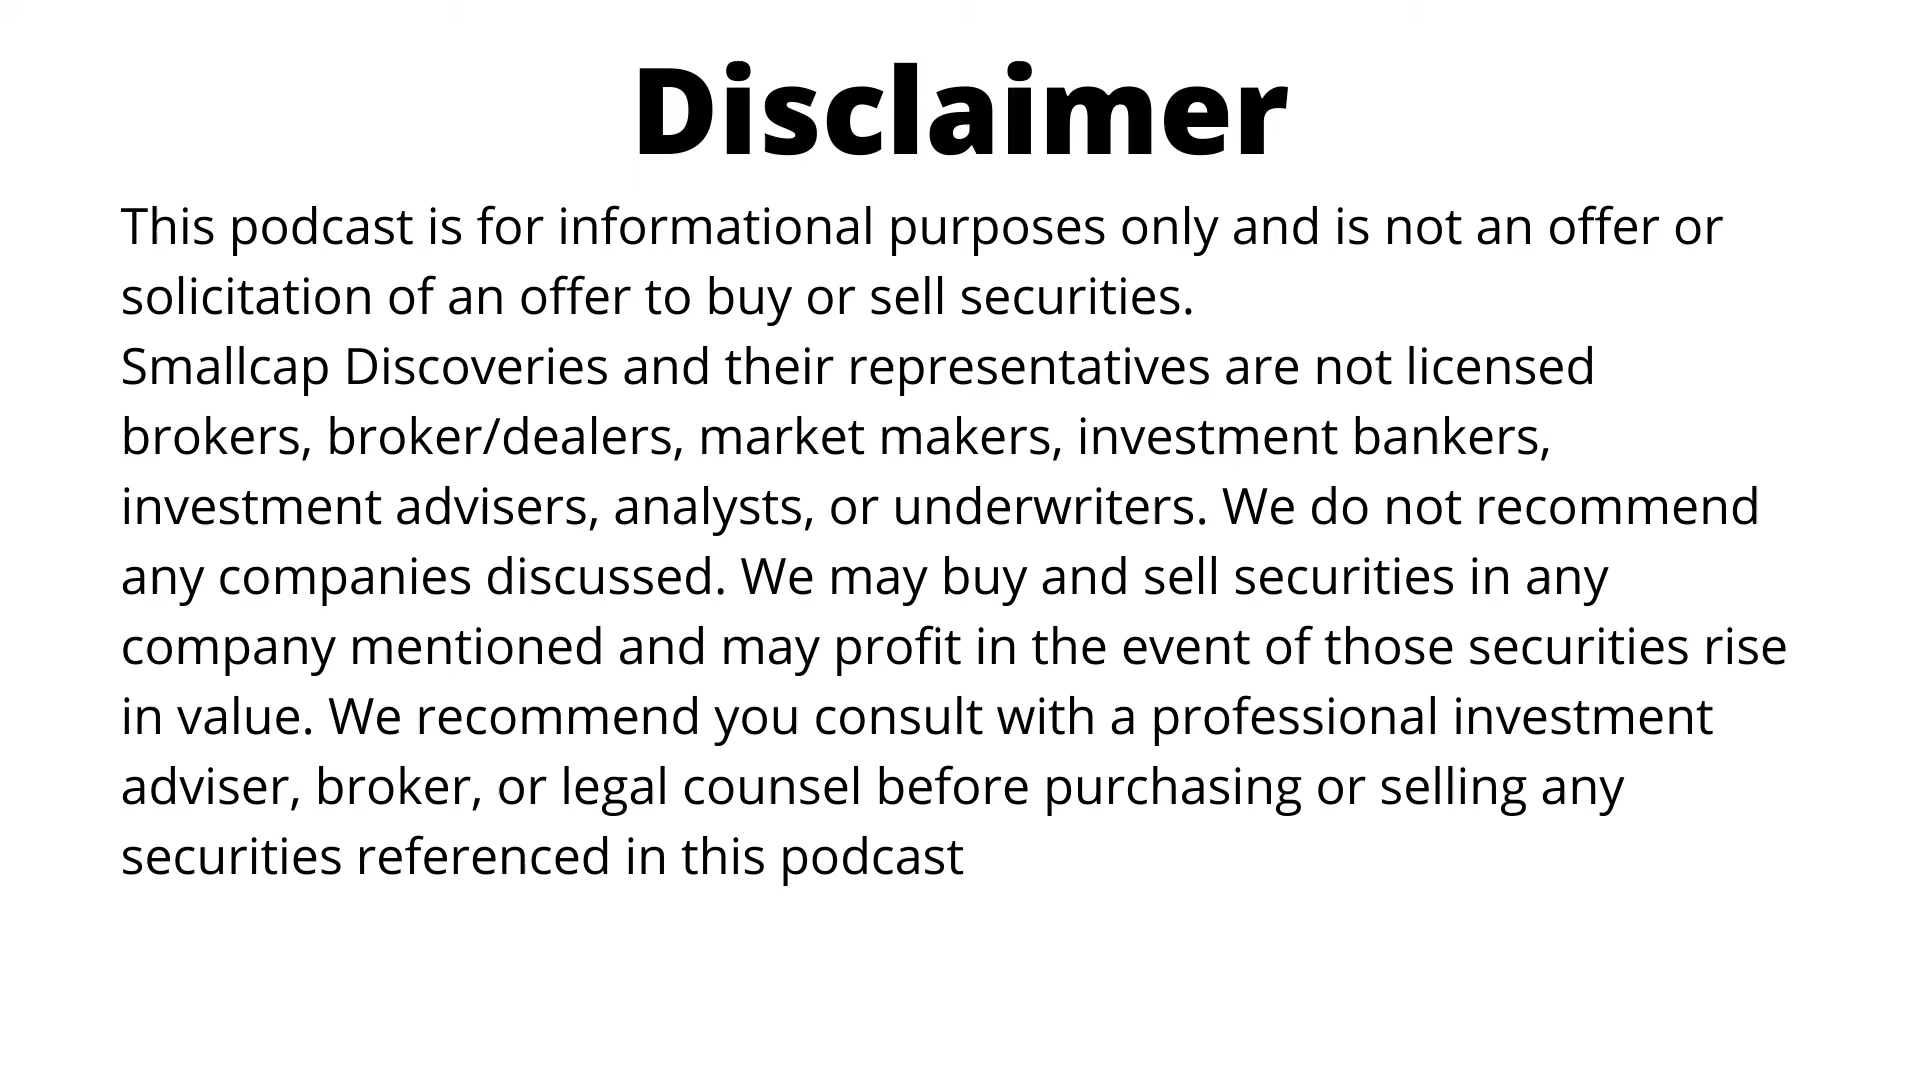 Disclaimer
This podcast is for informational purposes only and is not an offer or
solicitation of an offer to buy or sell securities.
Smallcap Discoveries and their representatives are not licensed
brokers, broker/dealers, market makers, investment bankers,
investment advisers, analysts, or underwriters. We do not recommend
any companies discussed. We may buy and sell securities in any
company mentioned and may profit in the event of those securities rise
in value. We recommend you consult with a professional investment
adviser, broker, or legal counsel before purchasing or selling any
securities referenced in this podcast